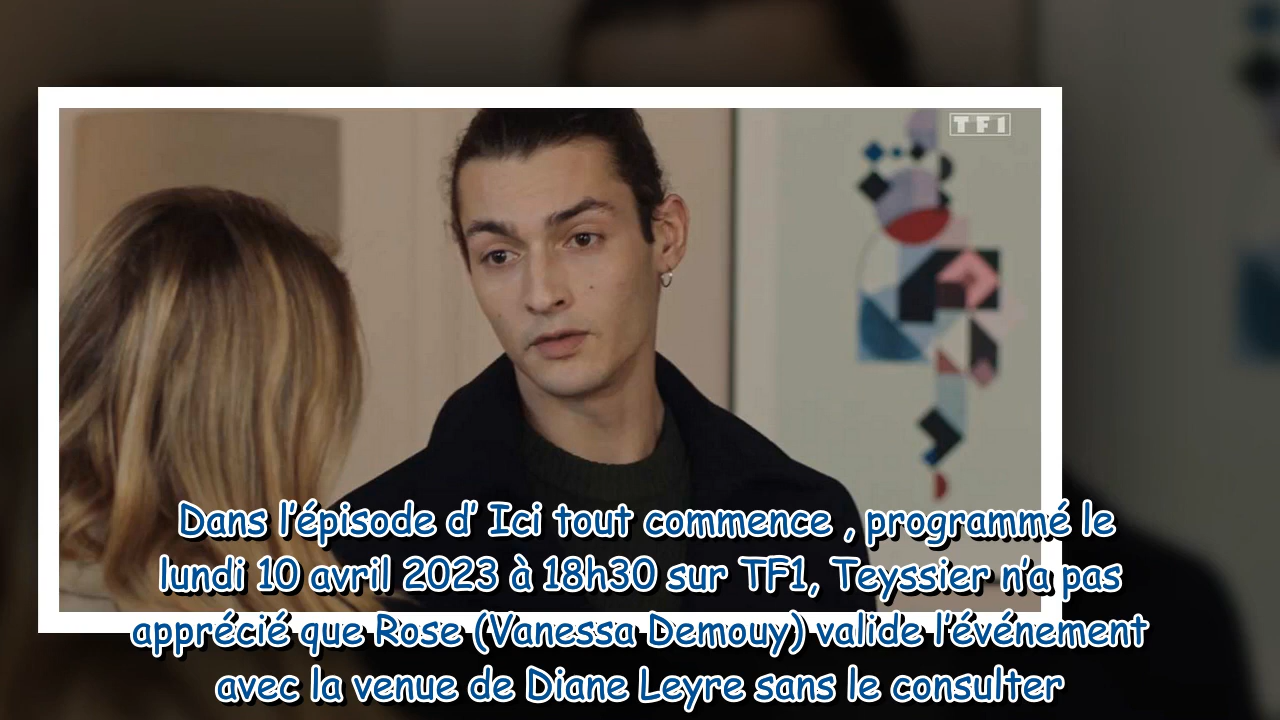 TF1
Dans l'épisode d' Ici tout commence , programmé le
lundi 10 avril 2023 à 18h30 sur TF1, Teyssier n'a pas
apprécié que Rose (Vanessa Demouy) valide l'événement
avec la venue de Diane Leyre sans le consulter